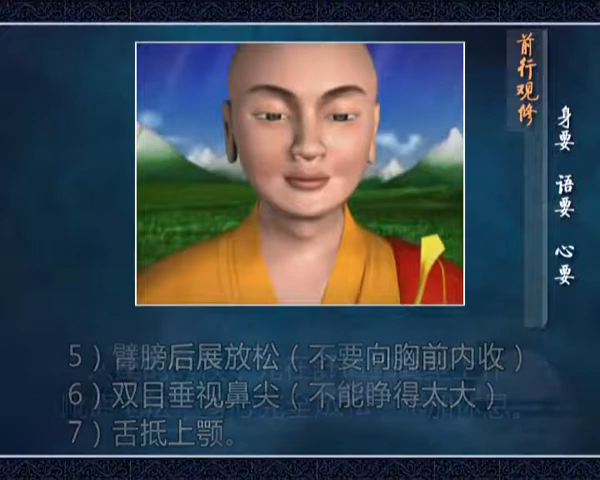 前行观修
身要 语要 心要
5）臂膀后展放松（不要向胸前内收）
6）双目垂视鼻尖（不能睁得太大）
7）舌抵上颚。